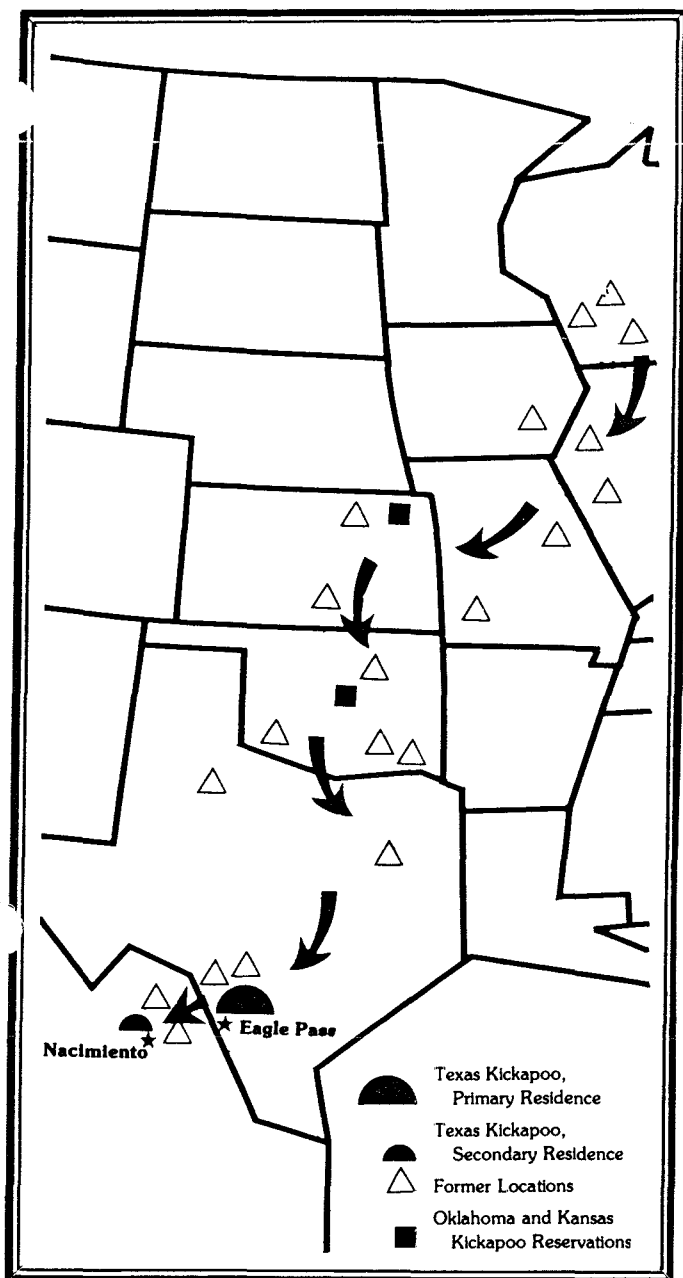 Eagle Pass
Nacimiento
Texas Kickapoo,
Primary Residence
Texas Kickapoo,
Secondary Residence
Former Locations
Oklahoma and Kansas
Kickapoo Reservations